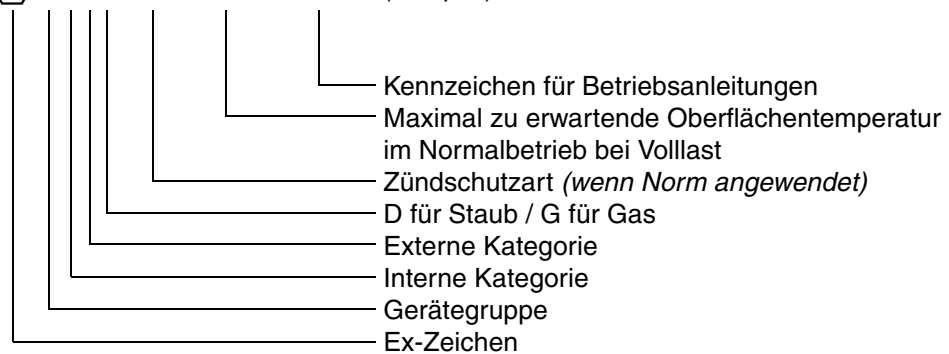 Kennzeichen für Betriebsanleitungen
Maximal zu erwartende Oberflächentemperatur
im Normalbetrieb bei Volllast
Zündschutzart (wenn Norm angewendet)
D für Staub / G für Gas
Externe Kategorie
Interne Kategorie
Gerätegruppe
Ex-Zeichen